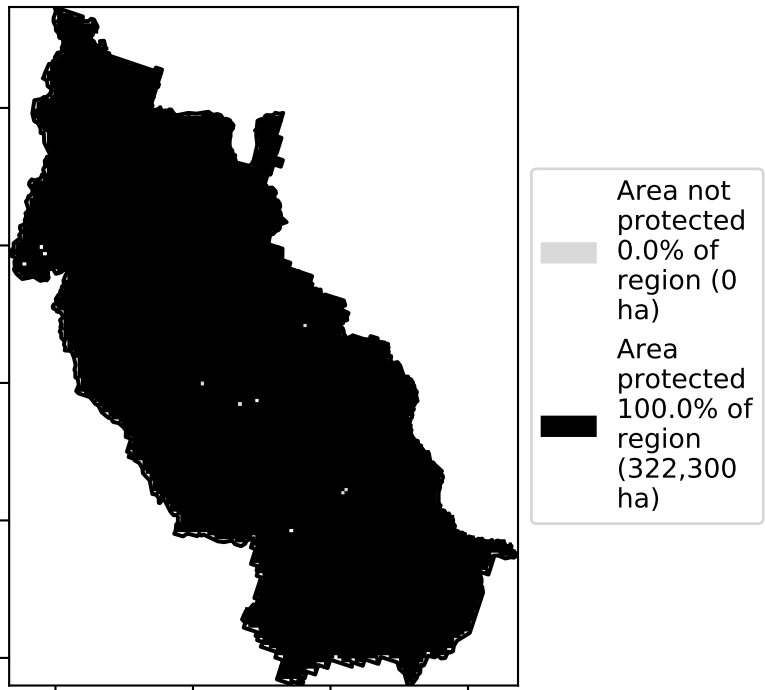 Area not
protected
0.0% of
region (0
ha)
Area
protected
100.0% of
region
(322,300
ha)